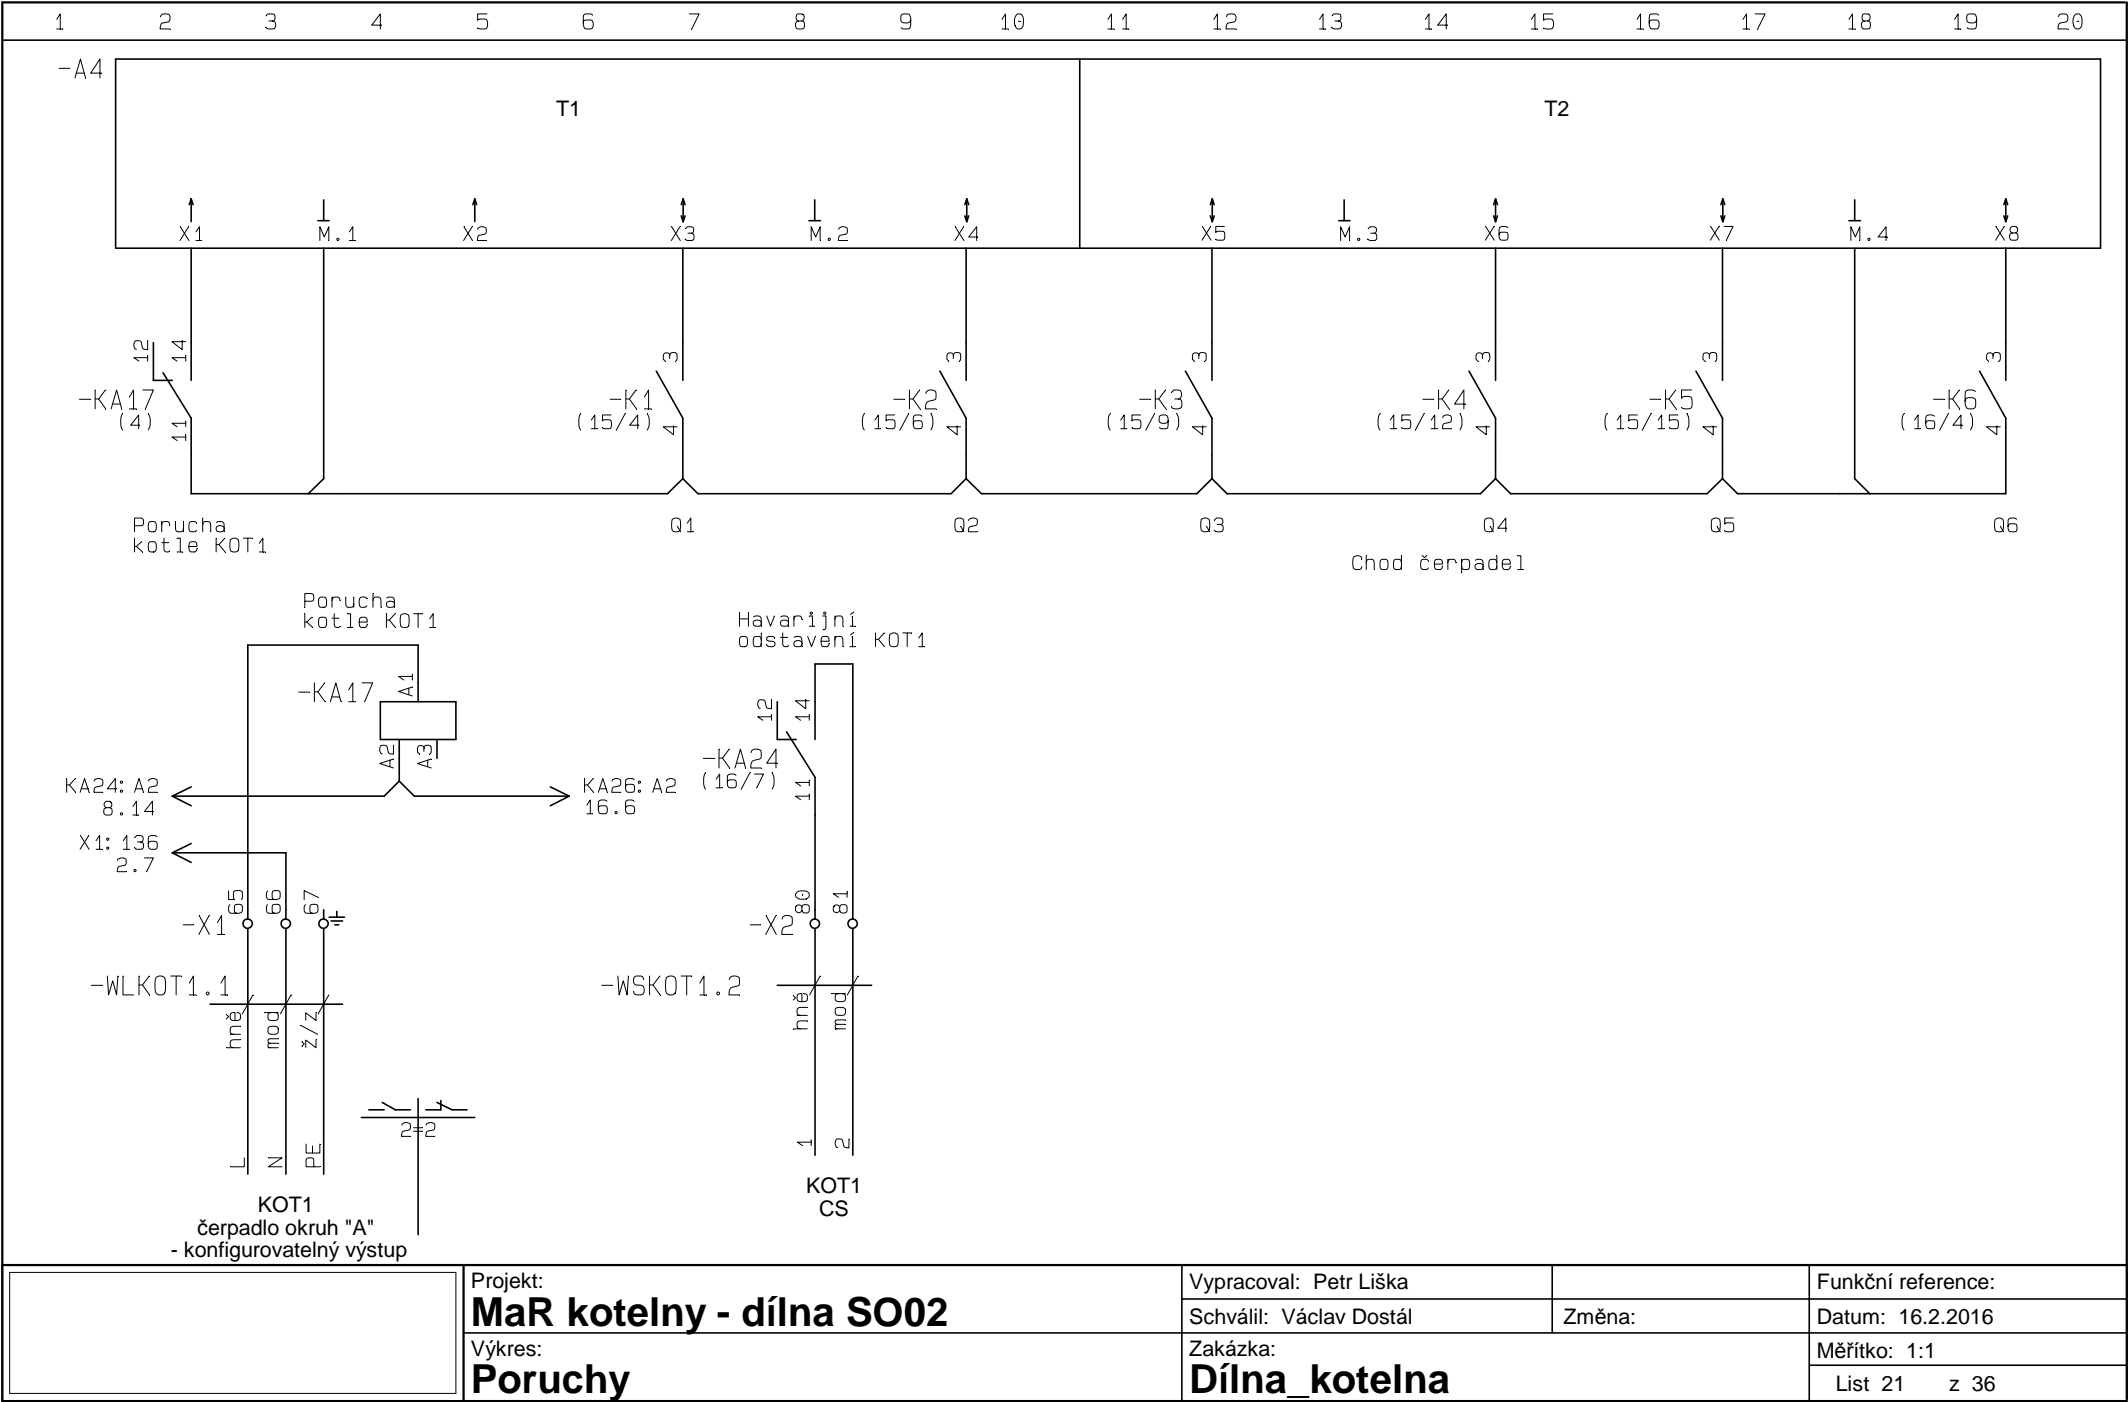 1 2 3 4 5 6 7 8 9 10 11 12 13 14 15 16 17 18 19 20
-A4
T1 T2
X1 M.1 X2 X3 M.2 X4 X5 M.3 X6 X7 M.4 X8
12 14 3 3 3 3 3 3
-KA17 -K1 -K2 -K3 -K4 -K5 -K6
(4) (15/4) (15/6) (15/9) (15/12) (15/15) (16/4)
11 4 4 4 4 4 4
Porucha Q1 Q2 Q3 Q4 Q5 Q6
kotle KOT1
Chod čerpadel
Porucha
kotle KOT1
Havarijní
odstavení KOT1
-KA17 A1
A2 A3
12 14
-KA24
(16/7)
11
KA24:A2
8.14
KA26:A2
16.6
X1:136
2.7
65 66 67
-X1
80 81
-X2
-WLKOT1.1
hně mod ž/z
-WSKOT1.2
hně mod
2=2
L N PE
1 2
KOT1
čerpadlo okruh "A"
- konfigurovatelný výstup
KOT1
CS
Projekt:
MaR kotelny - dílna SO02
Výkres:
Poruchy
Vypracoval: Petr Liška
Schválil: Václav Dostál
Změna:
Zakázka:
Dílna_kotelna
Funkční reference:
Datum: 16.2.2016
Měřítko: 1:1
List 21 z 36